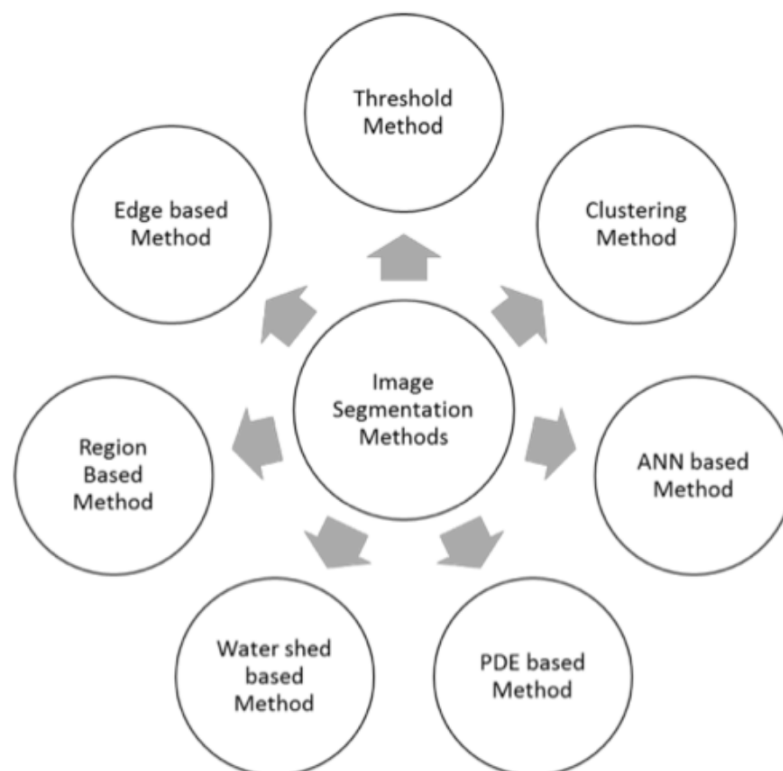 Threshold
Method
Edge based
Method
Clustering
Method
Image
Segmentation
Methods
Region
Based
Method
ANN based
Method
Water shed
based
Method
PDE based
Method